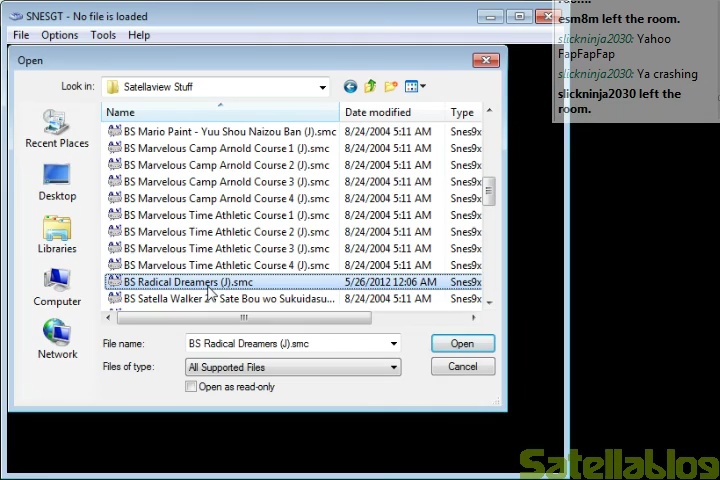 SNESGT - No file is loaded
File Options Tools Help
Open
Look in: Satellaview Stuff
Name Date modified Type
BS Mario Paint - Yuu Shou Naizou Ban (J).smc 8/24/2004 5:11 AM Snes9x
BS Marvelous Camp Arnold Course 1 (J).smc 8/24/2004 5:11 AM Snes9x
BS Marvelous Camp Arnold Course 2 (J).smc 8/24/2004 5:11 AM Snes9x
BS Marvelous Camp Arnold Course 3 (J).smc 8/24/2004 5:11 AM Snes9x
BS Marvelous Camp Arnold Course 4 (J).smc 8/24/2004 5:11 AM Snes9x
BS Marvelous Time Athletic Course 1 (J).smc 8/24/2004 5:11 AM Snes9x
BS Marvelous Time Athletic Course 2 (J).smc 8/24/2004 5:11 AM Snes9x
BS Marvelous Time Athletic Course 3 (J).smc 8/24/2004 5:11 AM Snes9x
BS Marvelous Time Athletic Course 4 (J).smc 8/24/2004 5:11 AM Snes9x
BS Radical Dreamers (J).smc 5/26/2012 12:06 AM Snes9x
BS Satella Walker 2 - Sate Bou wo Sukuidasu... 8/24/2004 5:11 AM Snes9x
Recent Places
Desktop
Libraries
Computer
Network
File name: BS Radical Dreamers (J).smc Open
Files of type: All Supported Files Cancel
Open as read-only
esm8m left the room.
slickninja2030: Yahoo
FapFapFap
slickninja2030: Ya crashing
slickninja2030 left the
room.
Satellablog